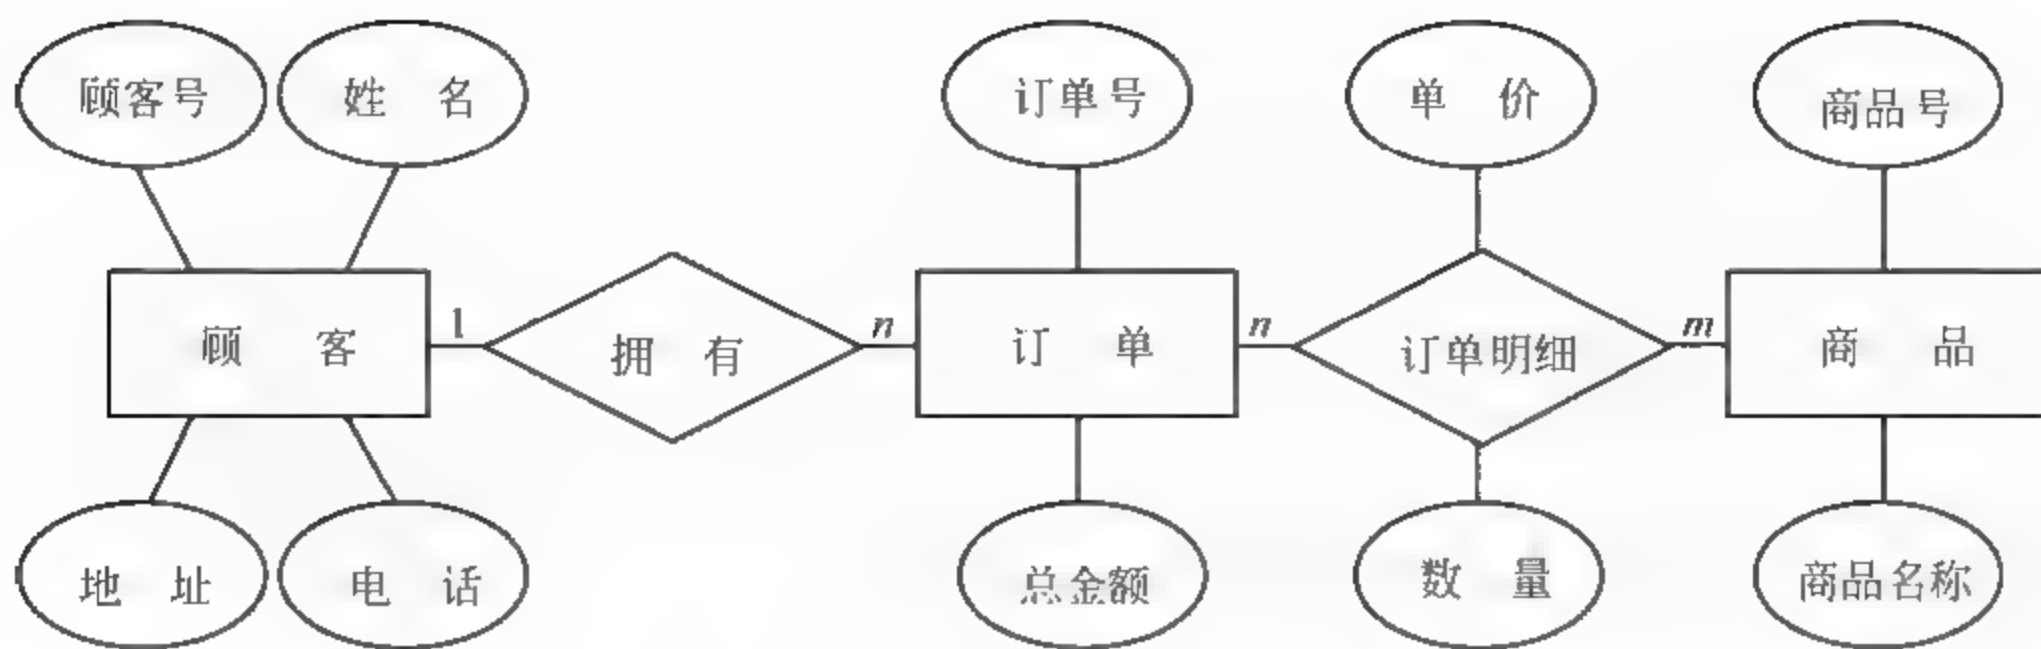 顾客号 姓 名 订单号 单 价 商品号
顾 客 1 拥 有 n 订 单 n 订单明细 m 商 品
地 址 电 话 总金额 数 量 商品名称